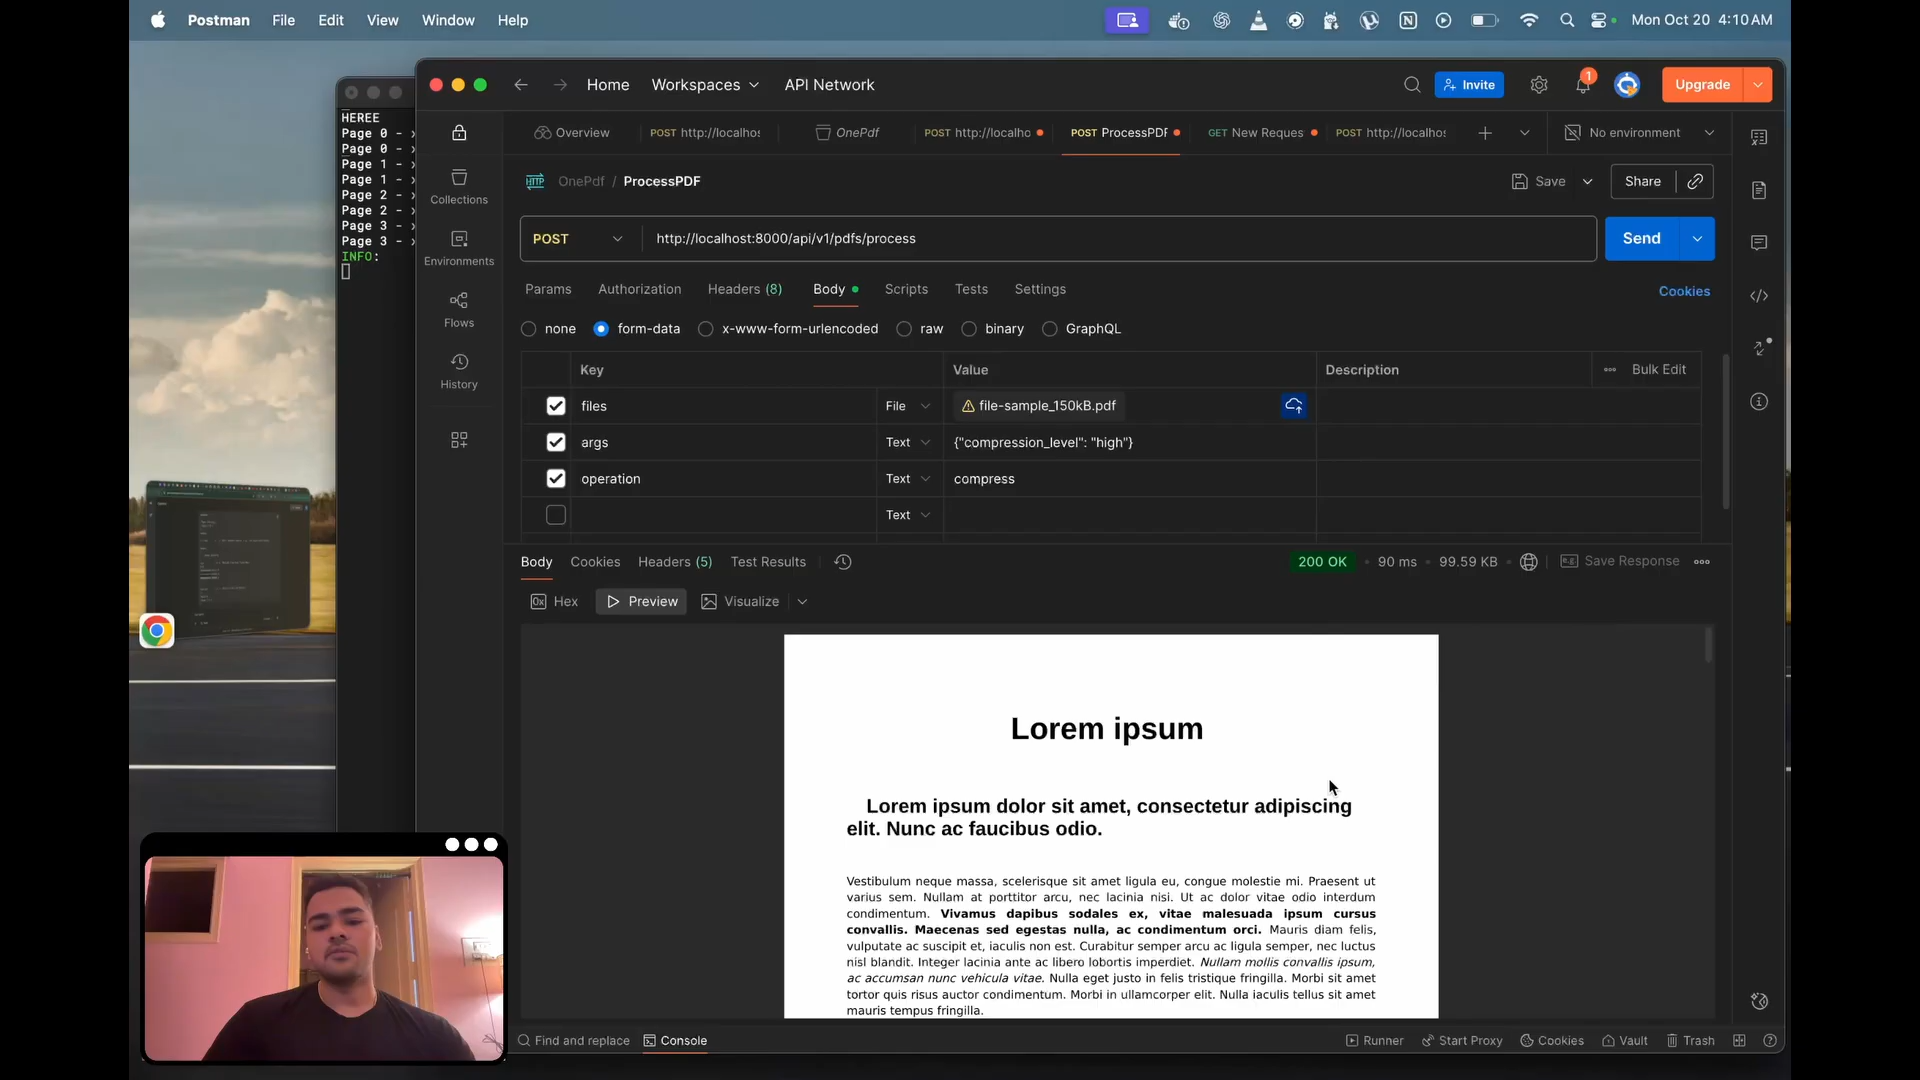 Postman File Edit View Window Help
Mon Oct 20 4:10 AM
HEREE
Page 0 -
Page 0 -
Page 1 -
Page 1 -
Page 2 -
Page 2 -
Page 3 -
Page 3 -
INFO:
Home Workspaces API Network
Invite
1
Upgrade
Overview
POST http://localhos
OnePdf
POST http://localho
POST ProcessPDF
GET New Reques
POST http://localhos
No environment
Collections
Environments
Flows
History
HTTP OnePdf / ProcessPDF
Save
Share
POST http://localhost:8000/api/v1/pdfs/process
Send
Params Authorization Headers (8) Body Scripts Tests Settings
Cookies
none form-data x-www-form-urlencoded raw binary GraphQL
Key Value Description Bulk Edit
files File file-sample_150kB.pdf
args Text {"compression_level": "high"}
operation Text compress
Text
Body Cookies Headers (5) Test Results
200 OK • 90 ms • 99.59 KB
Save Response
0x Hex Preview Visualize
Lorem ipsum
Lorem ipsum dolor sit amet, consectetur adipiscing
elit. Nunc ac faucibus odio.
Vestibulum neque massa, scelerisque sit amet ligula eu, congue molestie mi. Praesent ut
varius sem. Nullam at porttitor arcu, nec lacinia nisi. Ut ac dolor vitae odio interdum
condimentum. Vivamus dapibus sodales ex, vitae malesuada ipsum cursus
convallis. Maecenas sed egestas nulla, ac condimentum orci. Mauris diam felis,
vulputate ac suscipit et, iaculis non est. Curabitur semper arcu ac ligula semper, nec luctus
nisl blandit. Integer lacinia ante ac libero lobortis imperdiet. Nullam mollis convallis ipsum,
ac accumsan nunc vehicula vitae. Nulla eget justo in felis tristique fringilla. Morbi sit amet
tortor quis risus auctor condimentum. Morbi in ullamcorper elit. Nulla iaculis tellus sit amet
mauris tempus fringilla.
Find and replace Console
Runner Start Proxy Cookies Vault Trash